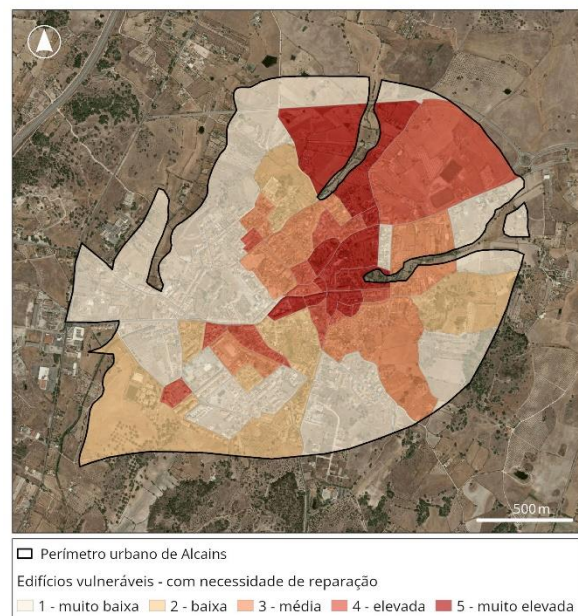 500 m
Perímetro urbano de Alcains
Edifícios vulneráveis - com necessidade de reparação
1 - muito baixa 2 - baixa 3 - média 4 - elevada 5 - muito elevada